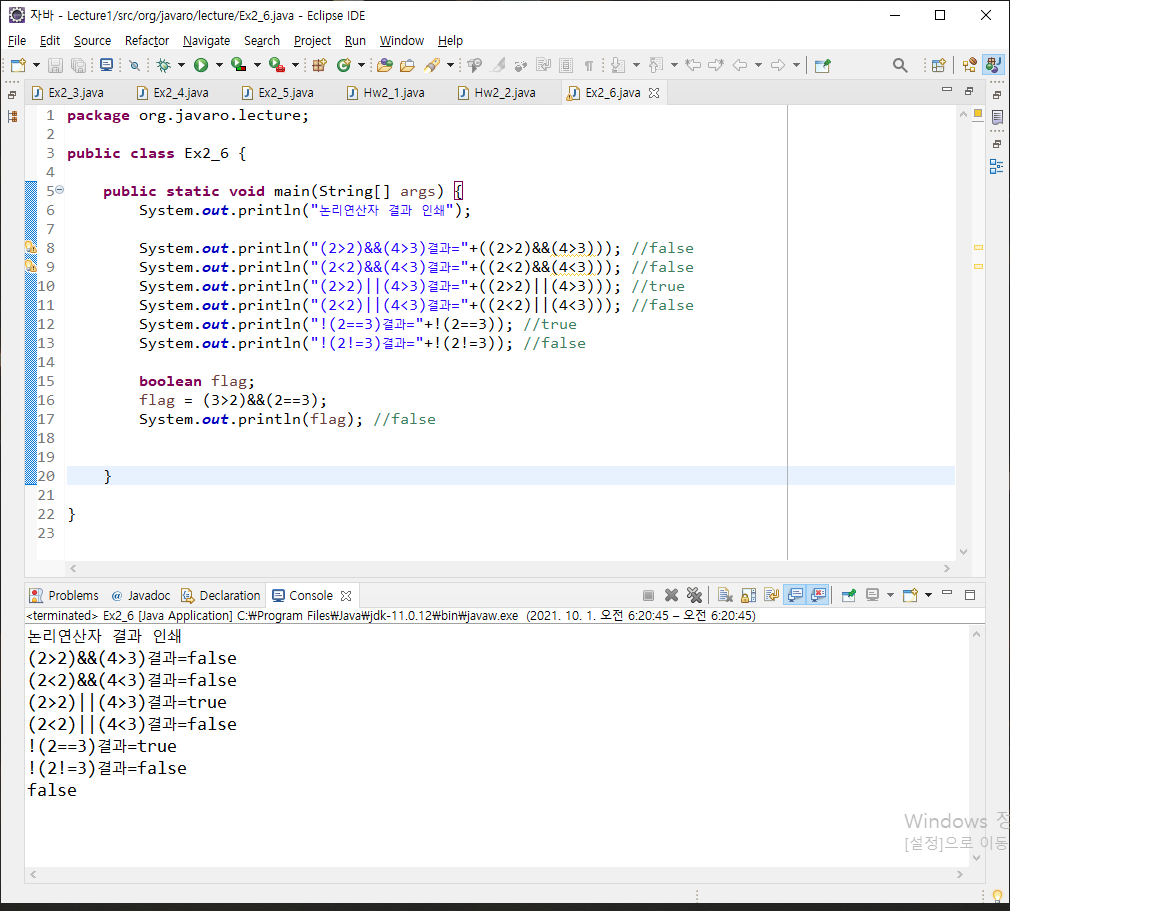 자바 - Lecture1/src/org/javaro/lecture/Ex2_6.java - Eclipse IDE
File Edit Source Refactor Navigate Search Project Run Window Help
Ex2_3.java Ex2_4.java Ex2_5.java Hw2_1.java Hw2_2.java Ex2_6.java
1 package org.javaro.lecture;
2
3 public class Ex2_6 {
4
5 public static void main(String[] args) {
6 System.out.println("논리연산자 결과 인쇄");
7
8 System.out.println("(2>2)&&(4>3)결과="+((2>2)&&(4>3))); //false
9 System.out.println("(2<2)&&(4<3)결과="+((2<2)&&(4<3))); //false
10 System.out.println("(2>2)||(4>3)결과="+((2>2)||(4>3))); //true
11 System.out.println("(2<2)||(4<3)결과="+((2<2)||(4<3))); //false
12 System.out.println("!(2==3)결과="+!(2==3)); //true
13 System.out.println("!(2!=3)결과="+!(2!=3)); //false
14
15 boolean flag;
16 flag = (3>2)&&(2==3);
17 System.out.println(flag); //false
18
19
20 }
21
22 }
23
Problems @ Javadoc Declaration Console
<terminated> Ex2_6 [Java Application] C:₩Program Files₩Java₩jdk-11.0.12₩bin₩javaw.exe (2021. 10. 1. 오전 6:20:45 – 오전 6:20:45)
논리연산자 결과 인쇄
(2>2)&&(4>3)결과=false
(2<2)&&(4<3)결과=false
(2>2)||(4>3)결과=true
(2<2)||(4<3)결과=false
!(2==3)결과=true
!(2!=3)결과=false
false
Windows 정
[설정]으로 이동